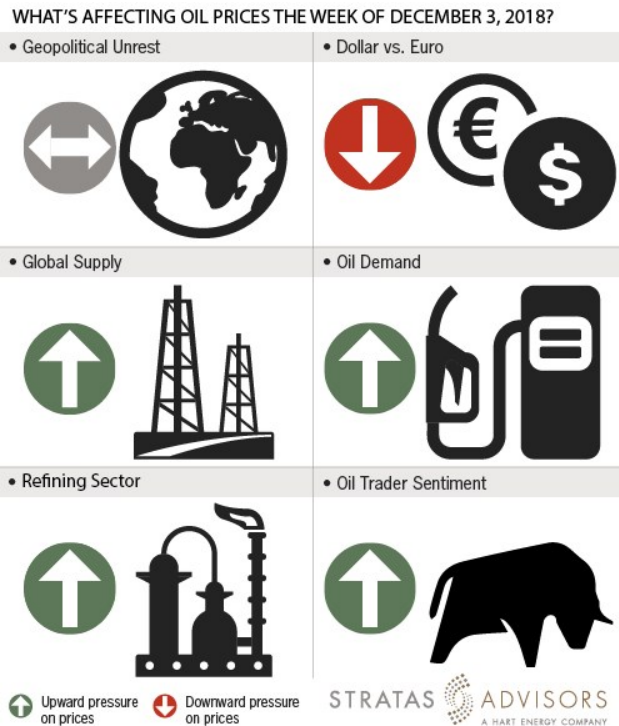 WHAT'S AFFECTING OIL PRICES THE WEEK OF DECEMBER 3, 2018?
• Geopolitical Unrest
• Dollar vs. Euro
€
$
• Global Supply
• Oil Demand
• Refining Sector
• Oil Trader Sentiment
Upward pressure
on prices
Downward pressure
on prices
STRATAS ADVISORS
A HART ENERGY COMPANY